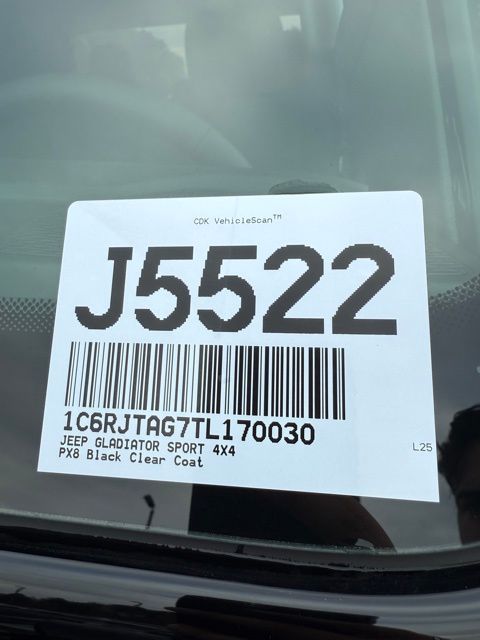 CDK VehicleScan™
J5522
1C6RJTAG7TL170030
JEEP GLADIATOR SPORT 4X4
PX8 Black Clear Coat
L25